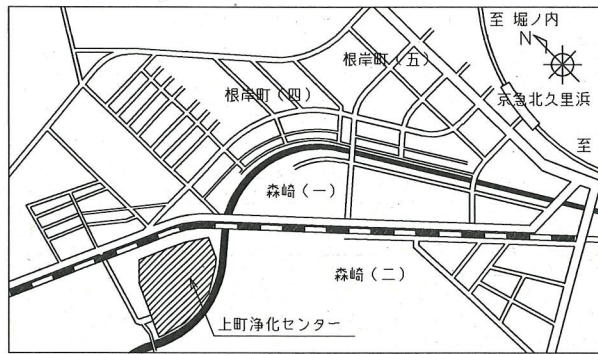 至 堀ノ内
N
根岸町(五)
京急北久里浜
根岸町(四)
至
森崎(一)
森崎(二)
上町浄化センター